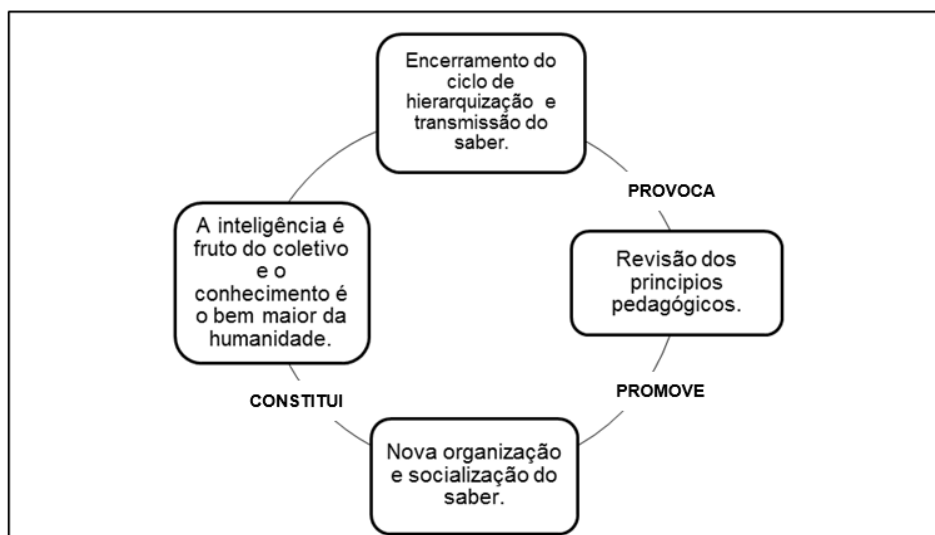 Encerramento do
ciclo de
hierarquização e
transmissão do
saber.
PROVOCA
A inteligência é
fruto do coletivo
e o
conhecimento é
o bem maior da
humanidade.
Revisão dos
principios
pedagógicos.
CONSTITUI
PROMOVE
Nova organização
e socialização do
saber.